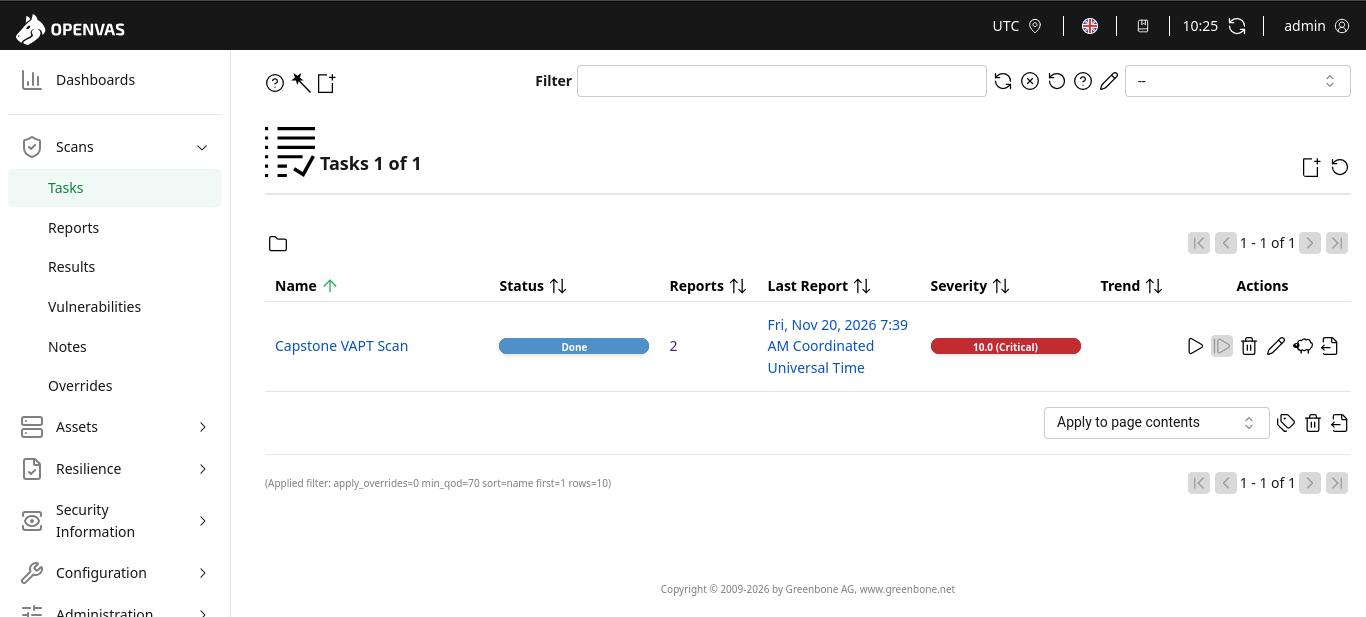 OPENVAS
UTC
10:25
admin
Dashboards
Scans
Tasks
Reports
Results
Vulnerabilities
Notes
Overrides
Assets
Resilience
Security
Information
Configuration
Administration
Filter
--
Tasks 1 of 1
1 - 1 of 1
Name Status Reports Last Report Severity Trend Actions
Capstone VAPT Scan
Done
2
Fri, Nov 20, 2026 7:39
AM Coordinated
Universal Time
10.0 (Critical)
Apply to page contents
(Applied filter: apply_overrides=0 min_qod=70 sort=name first=1 rows=10)
1 - 1 of 1
Copyright © 2009-2026 by Greenbone AG, www.greenbone.net